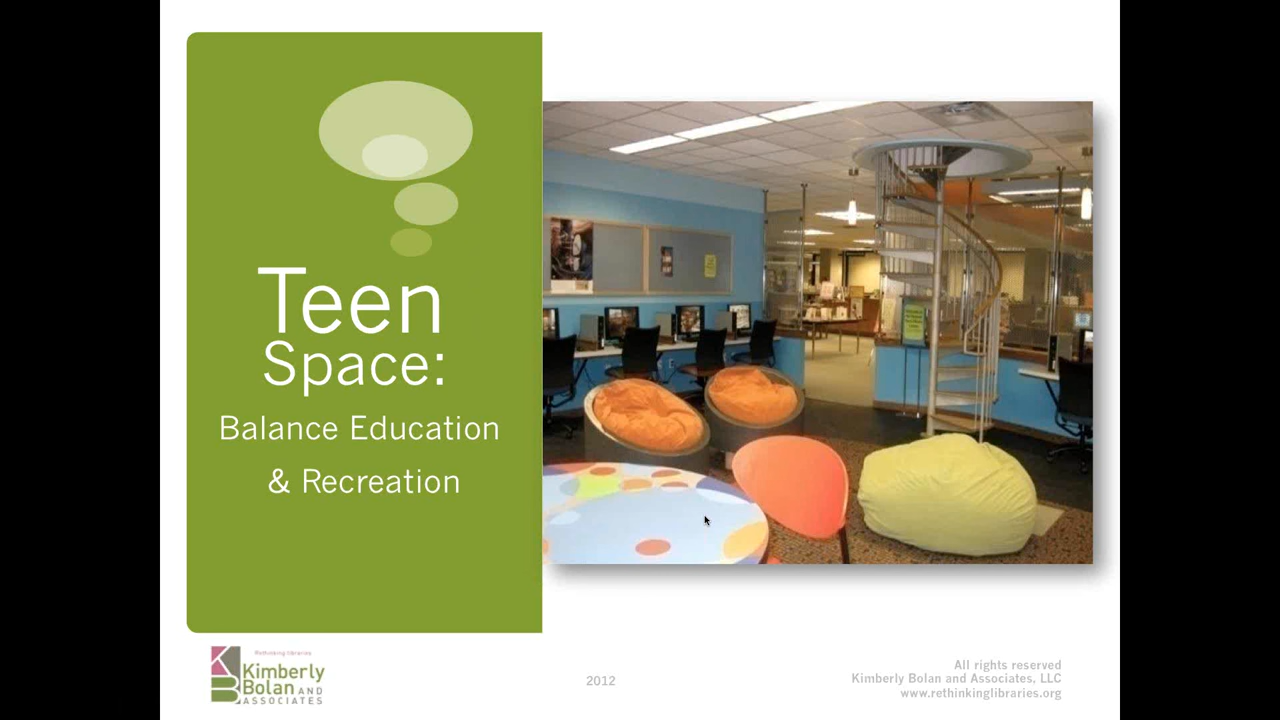 Teen
Space:
Balance Education
& Recreation
Rethinking libraries
Kimberly
Bolan AND
ASSOCIATES
2012
All rights reserved
Kimberly Bolan and Associates, LLC
www.rethinkinglibraries.org